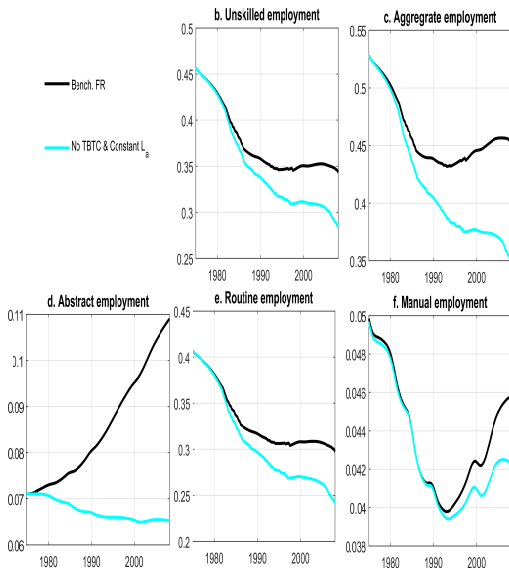 b. Unskilled employment
0.5
0.45
0.4
0.35
0.3
0.25
1980 1990 2000
c. Aggregrate employment
0.55
0.5
0.45
0.4
0.35
1980 1990 2000
Bench. FR
No TBTC & Constant L_a
d. Abstract employment
0.11
0.1
0.09
0.08
0.07
0.06
1980 1990 2000
e. Routine employment
0.45
0.4
0.35
0.3
0.25
0.2
1980 1990 2000
f. Manual employment
0.05
0.048
0.046
0.044
0.042
0.04
0.038
1980 1990 2000